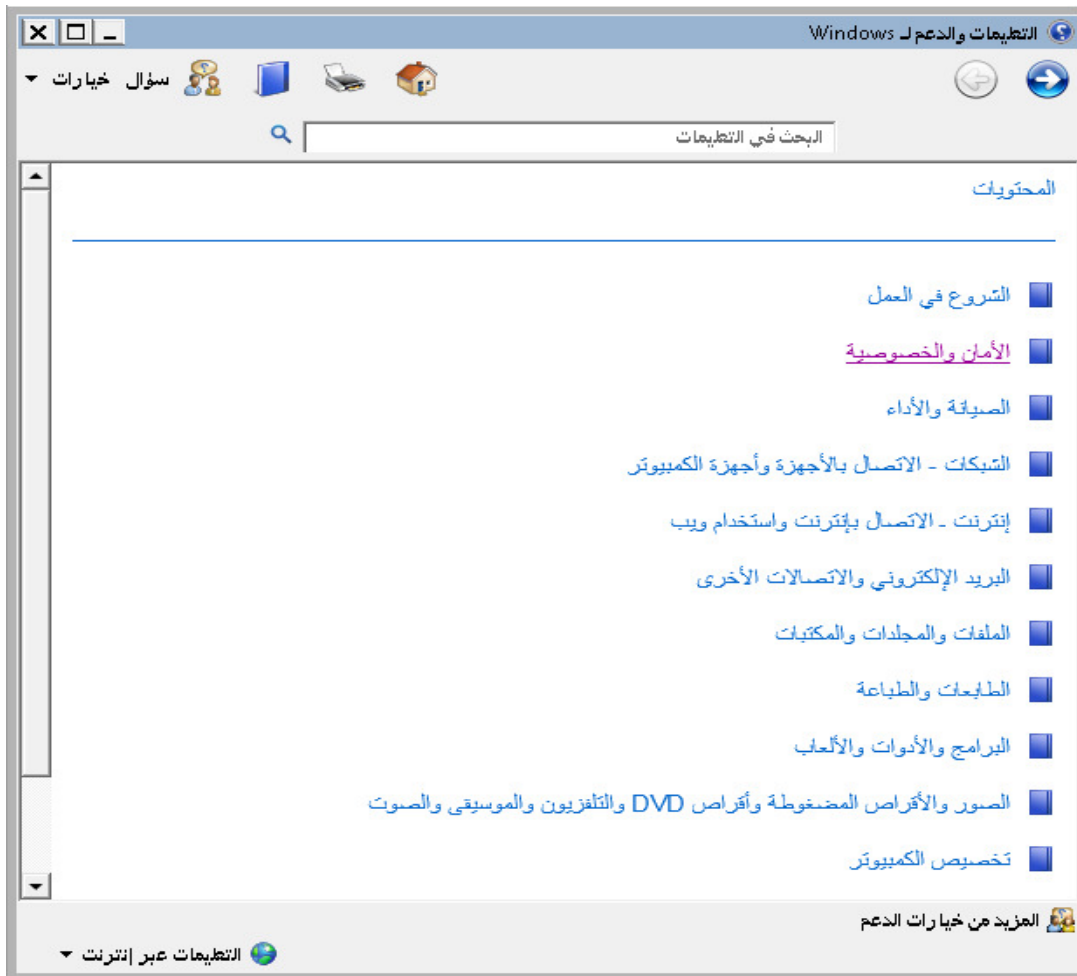 التعليمات والدعم لـ Windows
سؤال خيارات
البحث في التعليمات
المحتويات
الشروع في العمل
الأمان والخصوصية
الصيانة والأداء
الشبكات - الاتصال بالأجهزة وأجهزة الكمبيوتر
إنترنت - الاتصال بإنترنت واستخدام ويب
البريد الإلكتروني والاتصالات الأخرى
الملفات والمجلدات والمكتبات
الطابعات والطباعة
البرامج والأدوات والألعاب
الصور والأقراص المضغوطة وأقراص DVD والتلفزيون والموسيقى والصوت
تخصيص الكمبيوتر
المزيد من خيارات الدعم
التعليمات عبر إنترنت